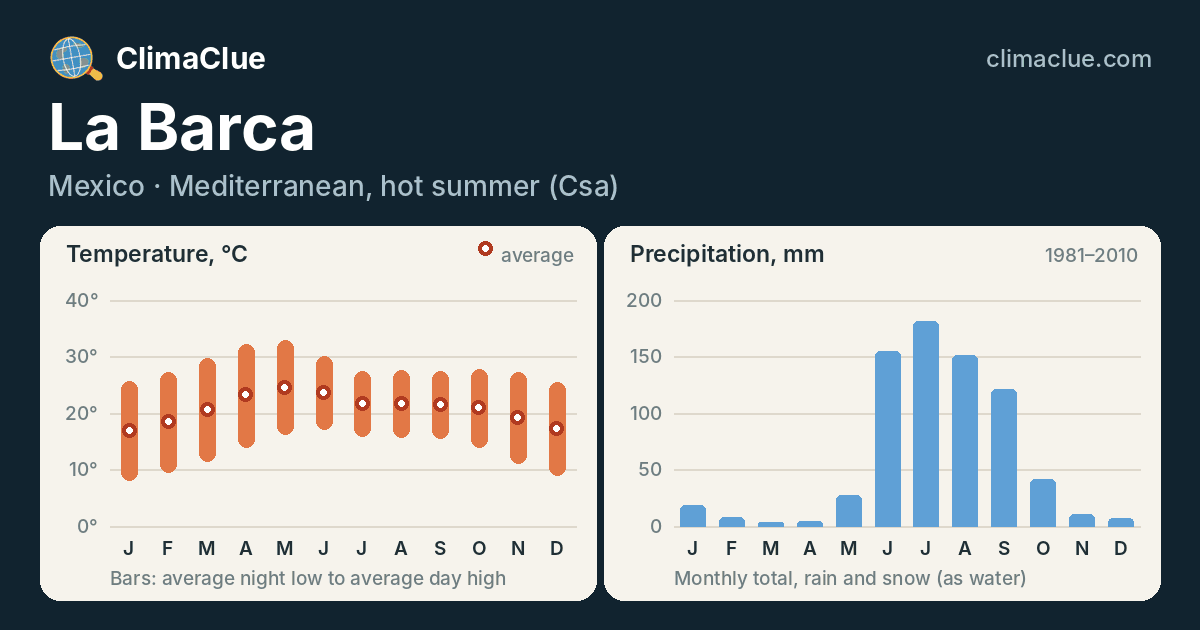 ClimaClue
climaclue.com
La Barca
Mexico · Mediterranean, hot summer (Csa)
Temperature, °C
average
40°
30°
20°
10°
0°
J F M A M J J A S O N D
Bars: average night low to average day high
Precipitation, mm
1981–2010
200
150
100
50
0
J F M A M J J A S O N D
Monthly total, rain and snow (as water)